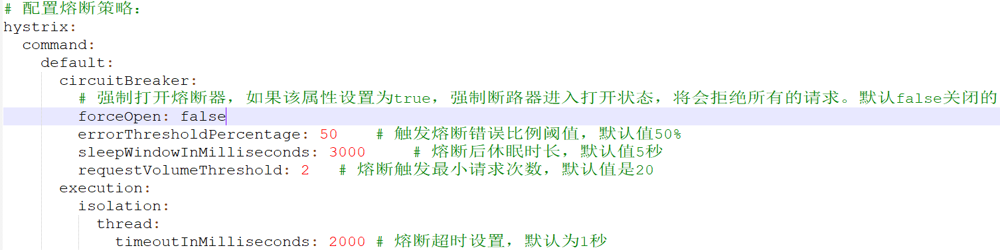 # 配置熔断策略：
hystrix:
  command:
    default:
      circuitBreaker:
        # 强制打开熔断器，如果该属性设置为true，强制断路器进入打开状态，将会拒绝所有的请求。默认false关闭的
        forceOpen: false
        errorThresholdPercentage: 50    # 触发熔断错误比例阈值，默认值50%
        sleepWindowInMilliseconds: 3000     # 熔断后休眠时长，默认值5秒
        requestVolumeThreshold: 2   # 熔断触发最小请求次数，默认值是20
      execution:
        isolation:
          thread:
            timeoutInMilliseconds: 2000 # 熔断超时设置，默认为1秒